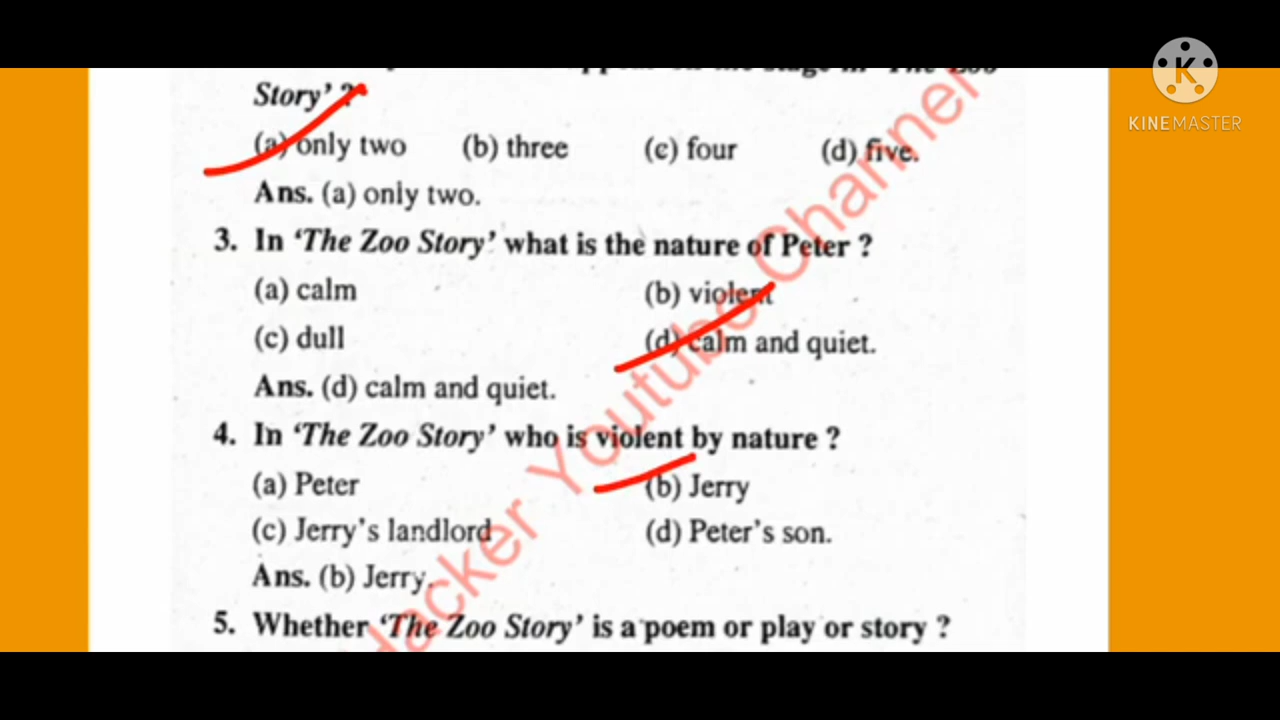 Story' ?
(a) only two (b) three (c) four (d) five.
Ans. (a) only two.
3. In 'The Zoo Story' what is the nature of Peter ?
(a) calm (b) violent
(c) dull (d) calm and quiet.
Ans. (d) calm and quiet.
4. In 'The Zoo Story' who is violent by nature ?
(a) Peter (b) Jerry
(c) Jerry's landlord (d) Peter's son.
Ans. (b) Jerry.
5. Whether 'The Zoo Story' is a poem or play or story ?
Youtube Channel
KINEMASTER